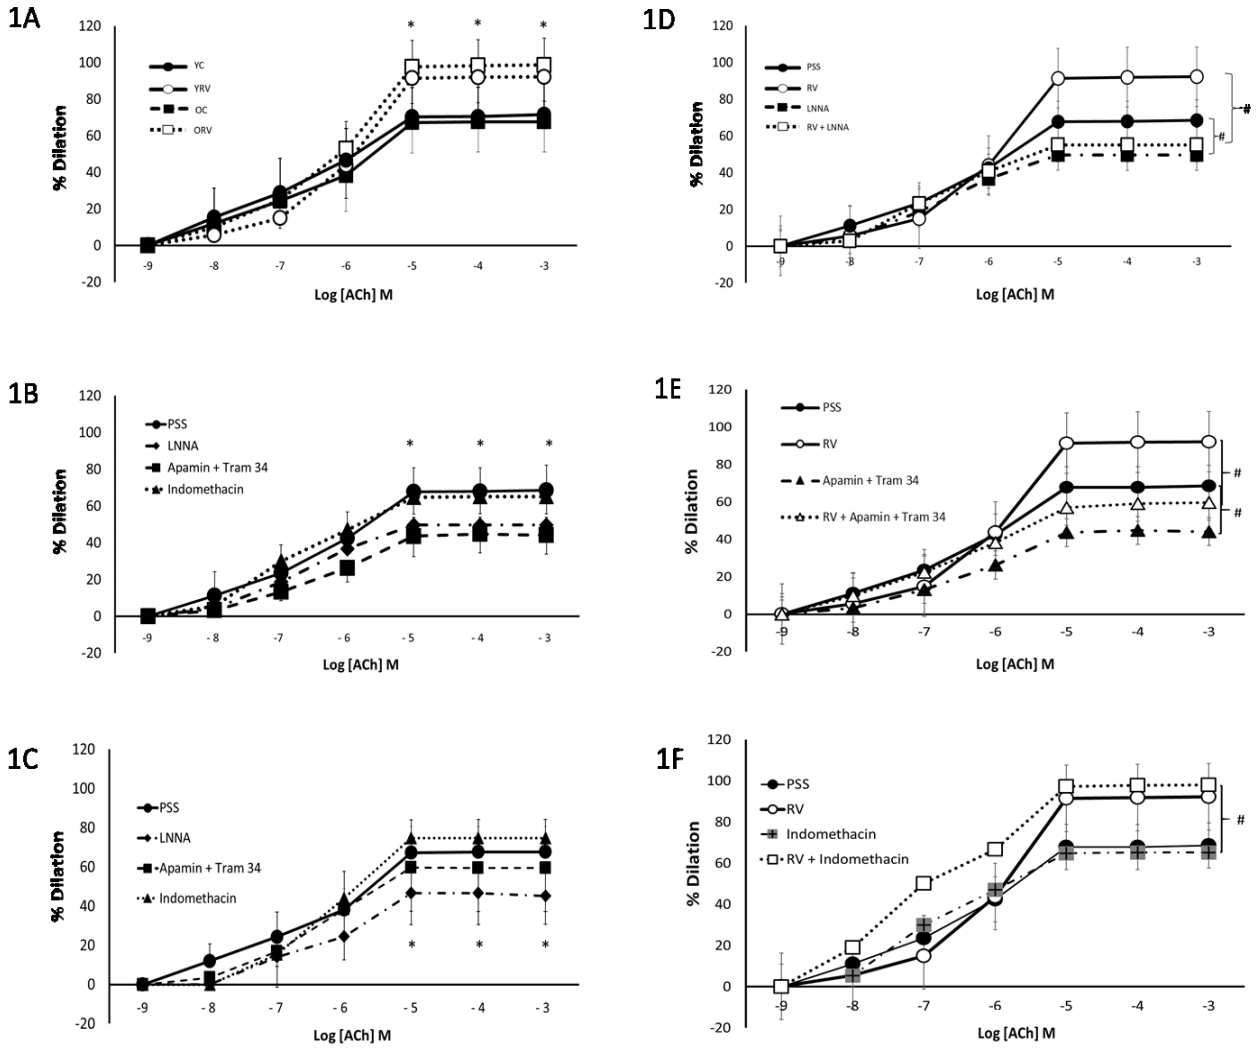 1A
120
100
80
60
40
20
0
-20
% Dilation
YC
YRV
OC
ORV
* * *
-9 -8 -7 -6 -5 -4 -3
Log [ACh] M
1D
120
100
80
60
40
20
0
-20
% Dilation
PSS
RV
LNNA
RV + LNNA
#
#
-9 -8 -7 -6 -5 -4 -3
Log [ACh] M
1B
120
100
80
60
40
20
0
-20
% Dilation
PSS
LNNA
Apamin + Tram 34
Indomethacin
* * *
-9 - 8 - 7 - 6 - 5 - 4 - 3
Log [ACh] M
1E
120
100
80
60
40
20
0
-20
% Dilation
PSS
RV
Apamin + Tram 34
RV + Apamin + Tram 34
#
#
-9 -8 -7 -6 -5 -4 -3
Log [ACh] M
1C
120
100
80
60
40
20
0
-20
% Dilation
PSS
LNNA
Apamin + Tram 34
Indomethacin
* * *
-9 - 8 - 7 - 6 - 5 - 4 - 3
Log [ACh] M
1F
120
100
80
60
40
20
0
-20
% Dilation
PSS
RV
Indomethacin
RV + Indomethacin
#
-9 -8 -7 -6 -5 -4 -3
Log [ACh] M